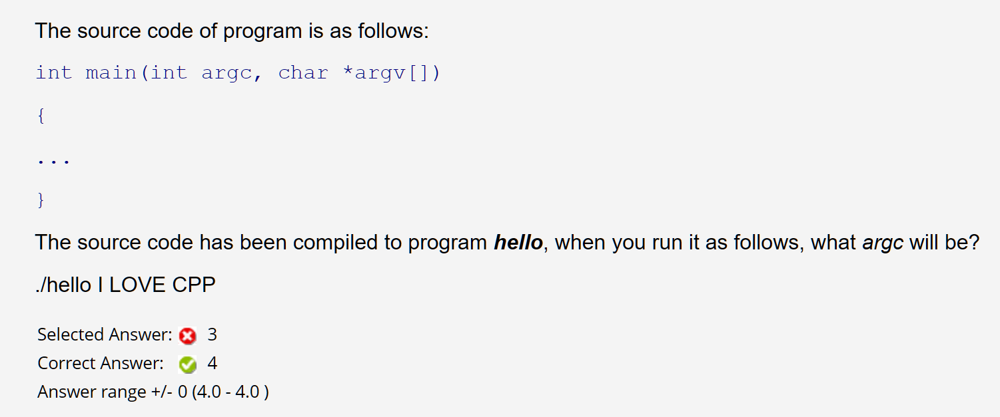 The source code of program is as follows:
int main(int argc, char *argv[])
{
...
}
The source code has been compiled to program hello, when you run it as follows, what argc will be?
./hello I LOVE CPP
Selected Answer: 3
Correct Answer: 4
Answer range +/- 0 (4.0 - 4.0 )